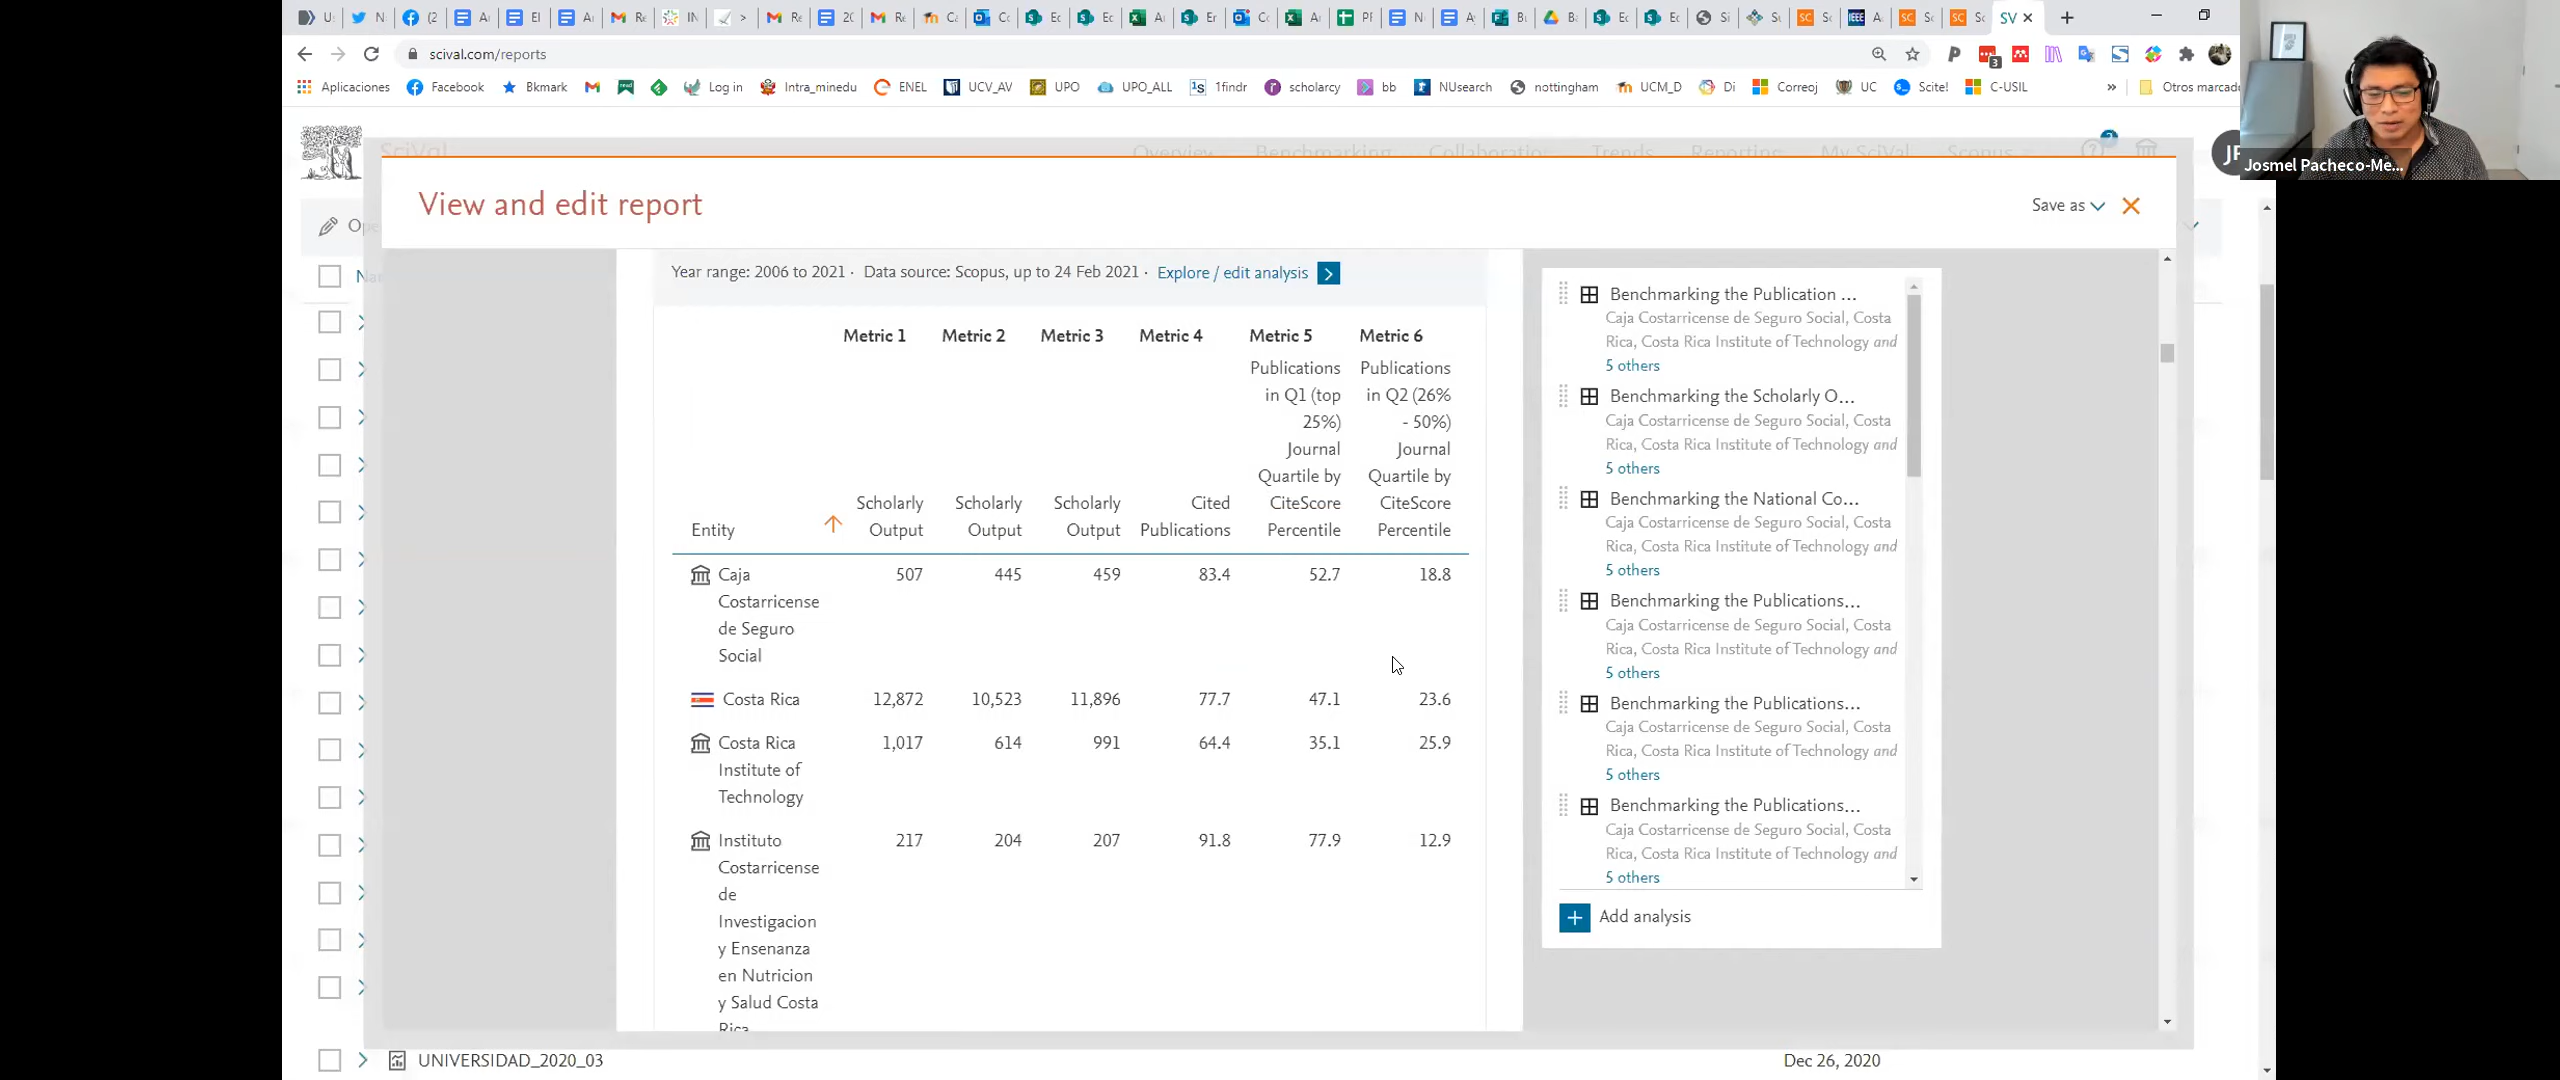 scival.com/reports
Aplicaciones Facebook Bkmark Log in Intra_minedu ENEL UCV_AV UPO UPO_ALL 1findr scholarcy bb NUsearch nottingham UCM_D Di Correoj UC Scite! C-USIL » Otros marcado
SciVal Overview Benchmarking Collaboration Trends Reporting My SciVal Scopus
View and edit report
Save as
Josmel Pacheco-Me...
Year range: 2006 to 2021 · Data source: Scopus, up to 24 Feb 2021 · Explore / edit analysis
Metric 1 Metric 2 Metric 3 Metric 4 Metric 5 Metric 6
Publications Publications
in Q1 (top in Q2 (26%
25%) - 50%)
Journal Journal
Quartile by Quartile by
Scholarly Scholarly Scholarly Cited CiteScore CiteScore
Entity Output Output Output Publications Percentile Percentile
Caja 507 445 459 83.4 52.7 18.8
Costarricense
de Seguro
Social
Costa Rica 12,872 10,523 11,896 77.7 47.1 23.6
Costa Rica 1,017 614 991 64.4 35.1 25.9
Institute of
Technology
Instituto 217 204 207 91.8 77.9 12.9
Costarricense
de
Investigacion
y Ensenanza
en Nutricion
y Salud Costa
Rica
Benchmarking the Publication ...
Caja Costarricense de Seguro Social, Costa
Rica, Costa Rica Institute of Technology and
5 others
Benchmarking the Scholarly O...
Caja Costarricense de Seguro Social, Costa
Rica, Costa Rica Institute of Technology and
5 others
Benchmarking the National Co...
Caja Costarricense de Seguro Social, Costa
Rica, Costa Rica Institute of Technology and
5 others
Benchmarking the Publications...
Caja Costarricense de Seguro Social, Costa
Rica, Costa Rica Institute of Technology and
5 others
Benchmarking the Publications...
Caja Costarricense de Seguro Social, Costa
Rica, Costa Rica Institute of Technology and
5 others
Benchmarking the Publications...
Caja Costarricense de Seguro Social, Costa
Rica, Costa Rica Institute of Technology and
5 others
Add analysis
UNIVERSIDAD_2020_03 Dec 26, 2020